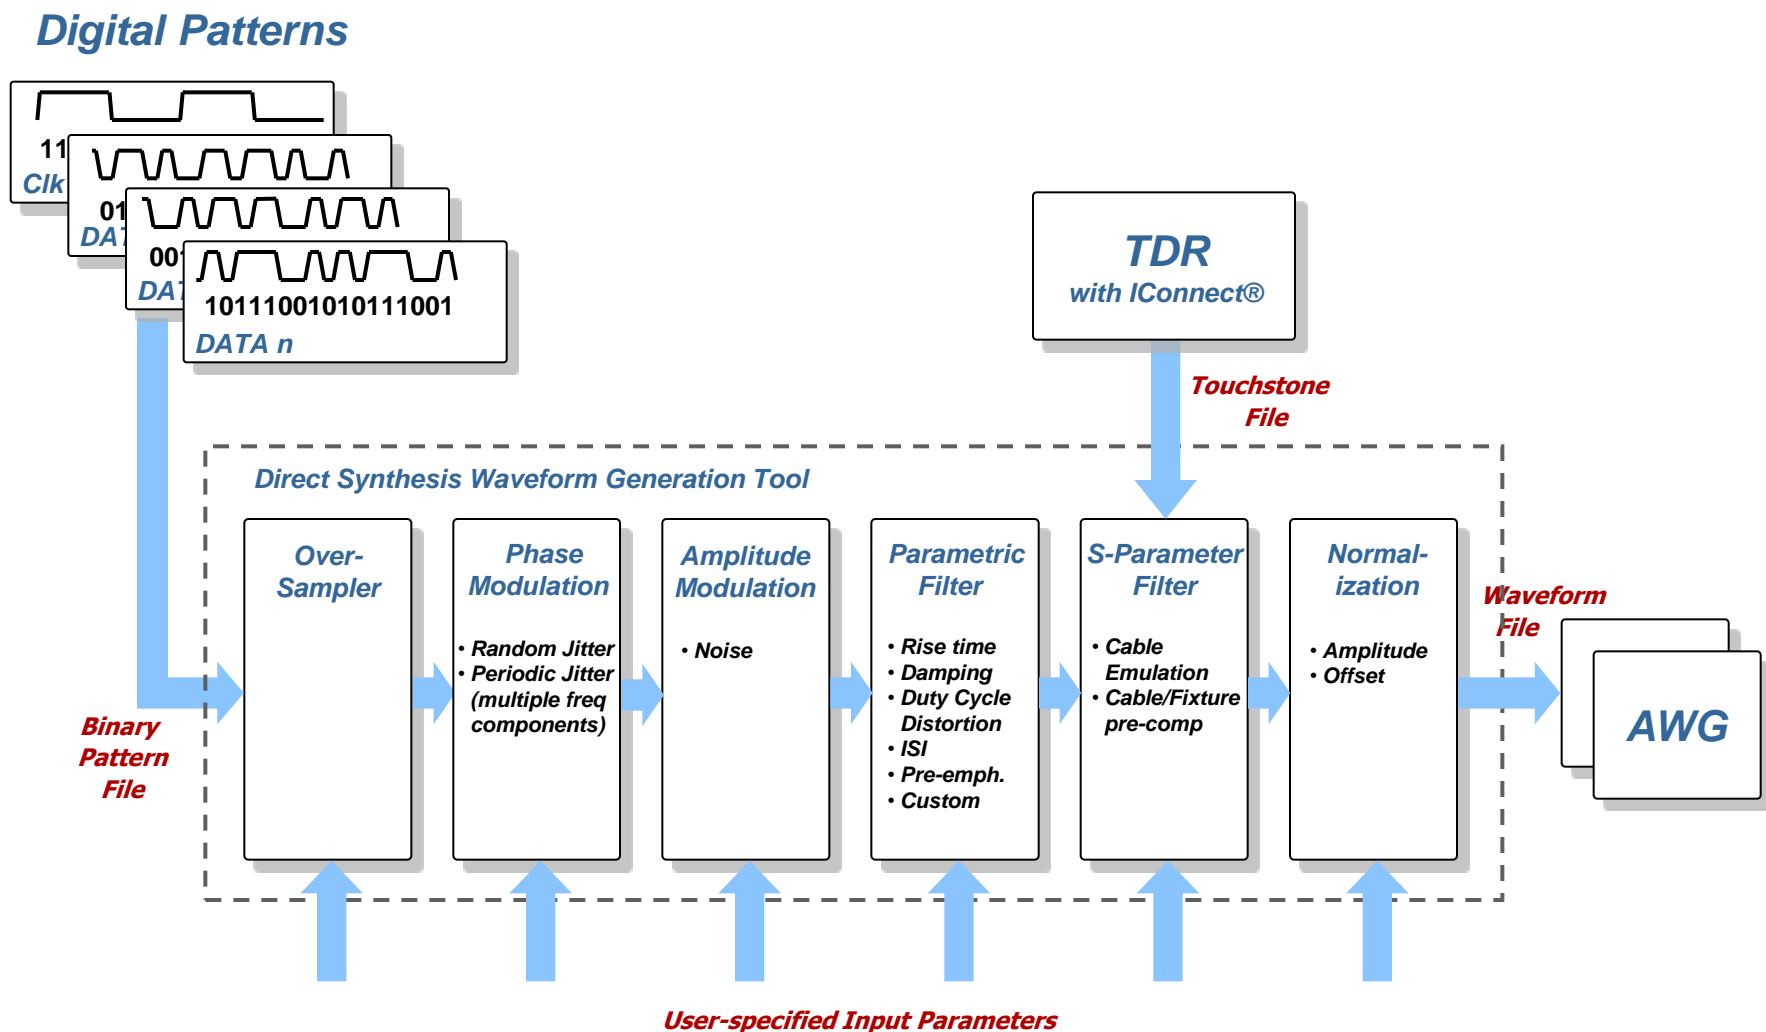 Digital Patterns
11
Clk
01
DAT
001
DAT
10111001010111001
DATA n
TDR
with IConnect®
Touchstone
File
Direct Synthesis Waveform Generation Tool
Over-
Sampler
Phase
Modulation
• Random Jitter
• Periodic Jitter
(multiple freq
components)
Amplitude
Modulation
• Noise
Parametric
Filter
• Rise time
• Damping
• Duty Cycle
Distortion
• ISI
• Pre-emph.
• Custom
S-Parameter
Filter
• Cable
Emulation
• Cable/Fixture
pre-comp
Normal-
ization
• Amplitude
• Offset
Waveform
File
AWG
Binary
Pattern
File
User-specified Input Parameters